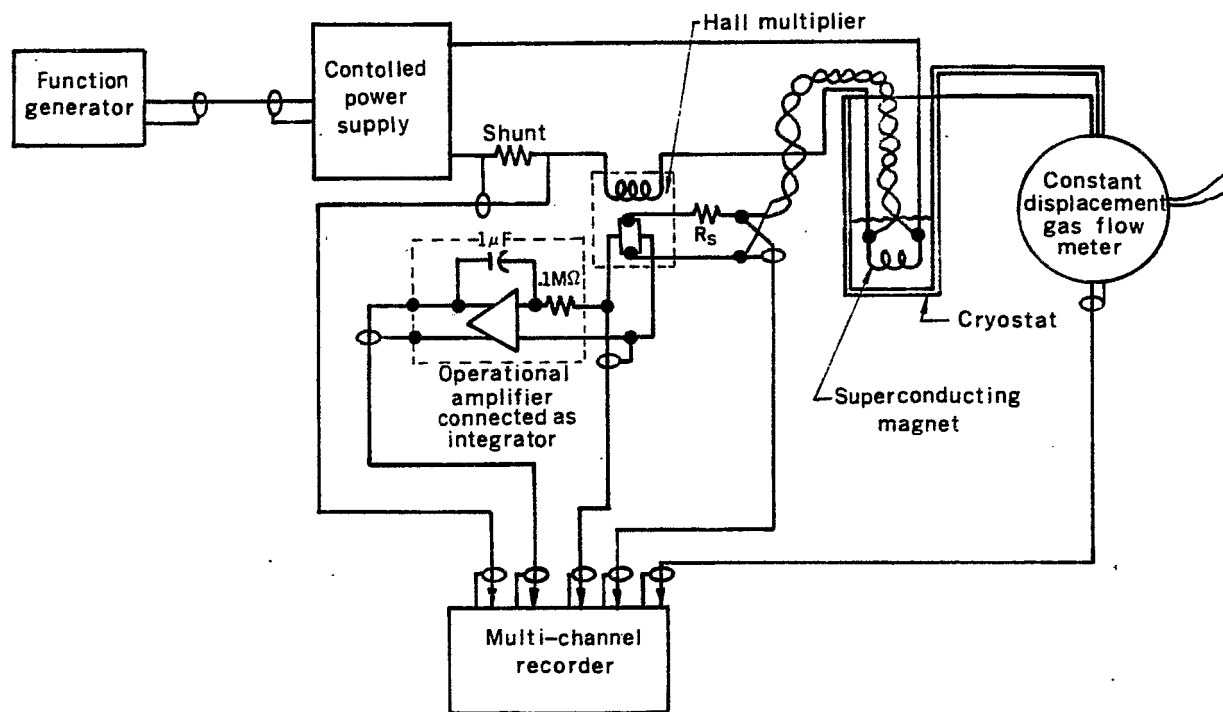 Hall multiplier
Function
generator
Contolled
power
supply
Shunt
Rs
1μF
.1MΩ
Operational
amplifier
connected as
integrator
Constant
displacement
gas flow
meter
Cryostat
Superconducting
magnet
Multi-channel
recorder